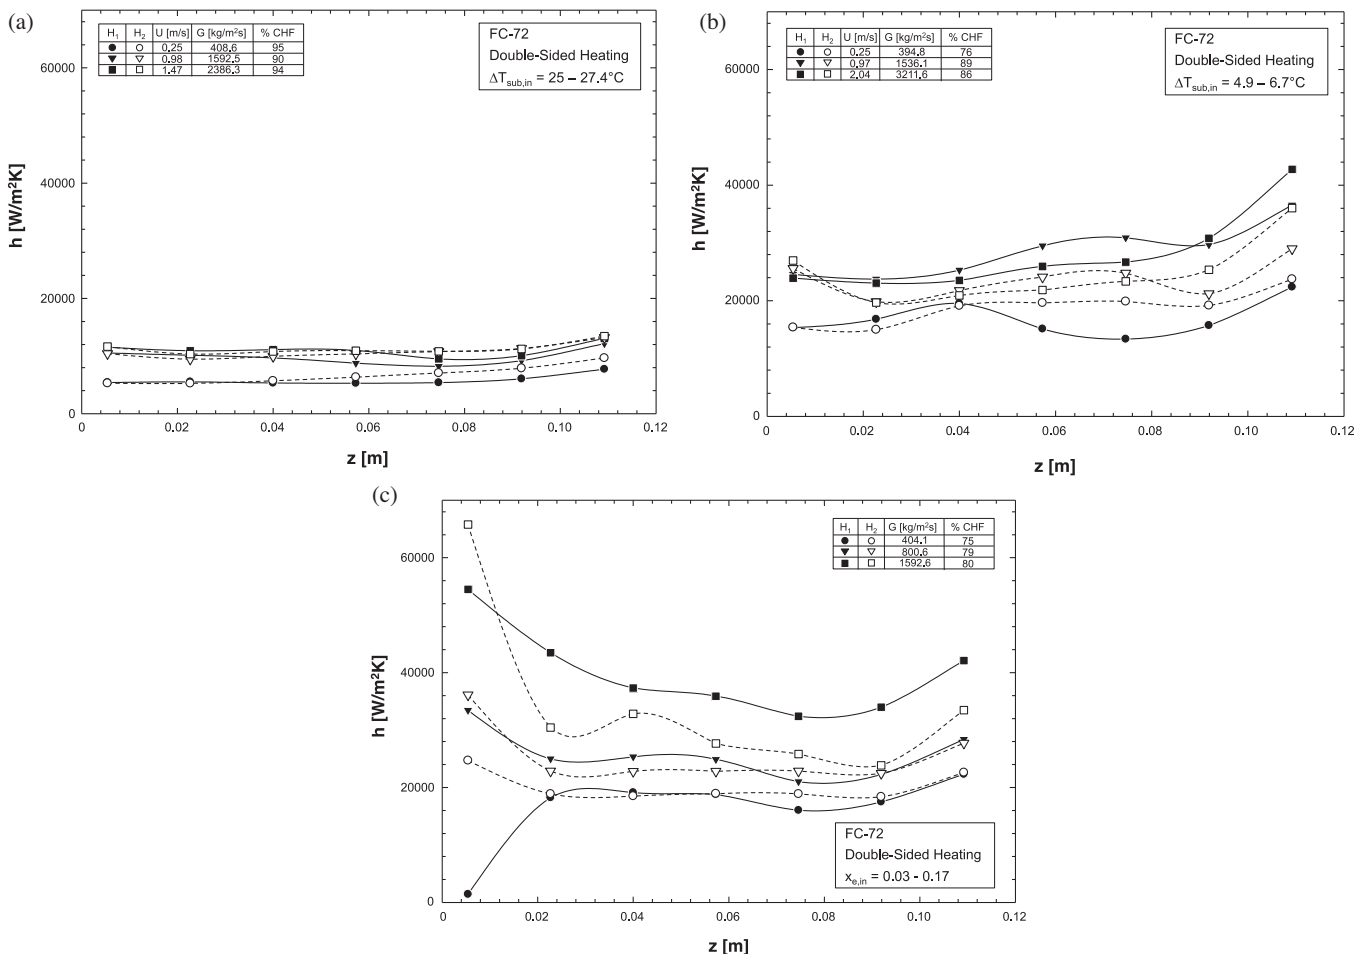 (a)
H1 H2 U [m/s] G [kg/m²s] % CHF
0.25 408.6 95
0.98 1592.5 90
1.47 2386.3 94
FC-72
Double-Sided Heating
ΔTsub,in = 25 – 27.4°C
60000
40000
20000
0
h [W/m²K]
0 0.02 0.04 0.06 0.08 0.10 0.12
z [m]
(b)
H1 H2 U [m/s] G [kg/m²s] % CHF
0.25 394.8 76
0.97 1536.1 89
2.04 3211.6 86
FC-72
Double-Sided Heating
ΔTsub,in = 4.9 – 6.7°C
60000
40000
20000
0
h [W/m²K]
0 0.02 0.04 0.06 0.08 0.10 0.12
z [m]
(c)
H1 H2 G [kg/m²s] % CHF
404.1 75
800.6 79
1592.6 80
60000
40000
20000
0
h [W/m²K]
FC-72
Double-Sided Heating
xe,in = 0.03 - 0.17
0 0.02 0.04 0.06 0.08 0.10 0.12
z [m]